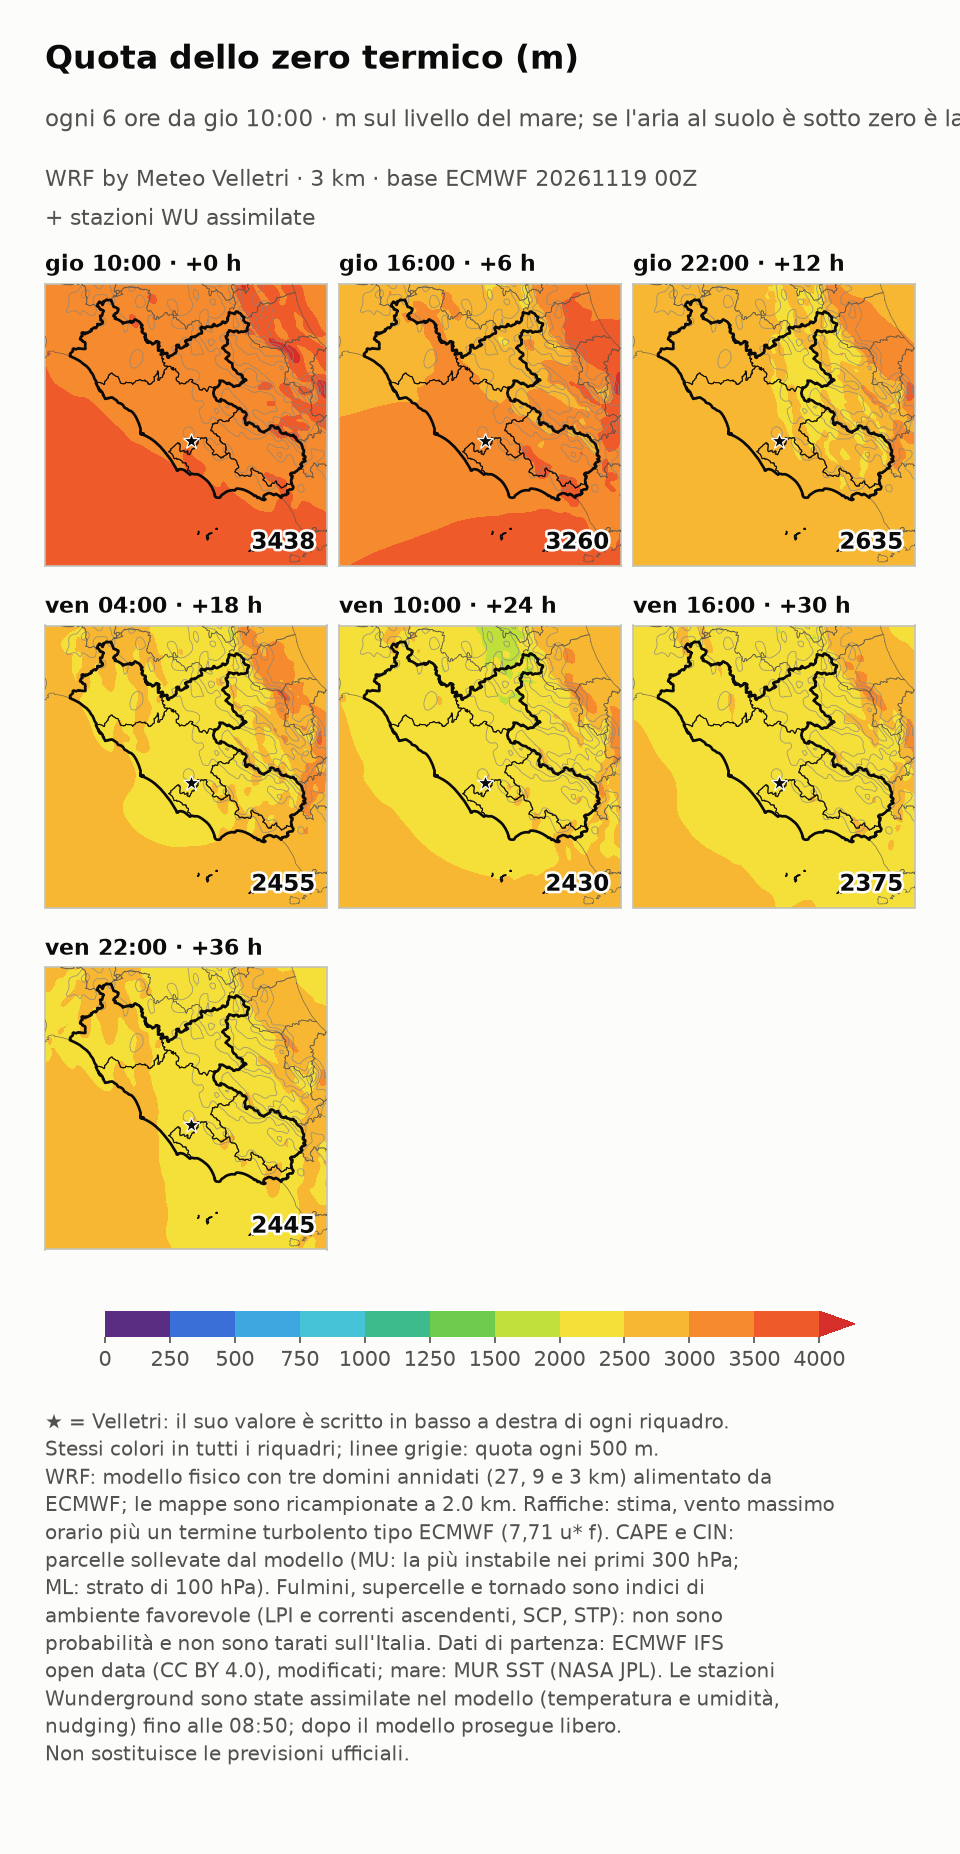 Quota dello zero termico (m)
ogni 6 ore da gio 10:00 · m sul livello del mare; se l'aria al suolo è sotto zero è la
WRF by Meteo Velletri · 3 km · base ECMWF 20261119 00Z
+ stazioni WU assimilate
gio 10:00 · +0 h
gio 16:00 · +6 h
gio 22:00 · +12 h
3438
3260
2635
ven 04:00 · +18 h
ven 10:00 · +24 h
ven 16:00 · +30 h
2455
2430
2375
ven 22:00 · +36 h
2445
0 250 500 750 1000 1250 1500 2000 2500 3000 3500 4000
★ = Velletri: il suo valore è scritto in basso a destra di ogni riquadro.
Stessi colori in tutti i riquadri; linee grigie: quota ogni 500 m.
WRF: modello fisico con tre domini annidati (27, 9 e 3 km) alimentato da
ECMWF; le mappe sono ricampionate a 2.0 km. Raffiche: stima, vento massimo
orario più un termine turbolento tipo ECMWF (7,71 u* f). CAPE e CIN:
parcelle sollevate dal modello (MU: la più instabile nei primi 300 hPa;
ML: strato di 100 hPa). Fulmini, supercelle e tornado sono indici di
ambiente favorevole (LPI e correnti ascendenti, SCP, STP): non sono
probabilità e non sono tarati sull'Italia. Dati di partenza: ECMWF IFS
open data (CC BY 4.0), modificati; mare: MUR SST (NASA JPL). Le stazioni
Wunderground sono state assimilate nel modello (temperatura e umidità,
nudging) fino alle 08:50; dopo il modello prosegue libero.
Non sostituisce le previsioni ufficiali.